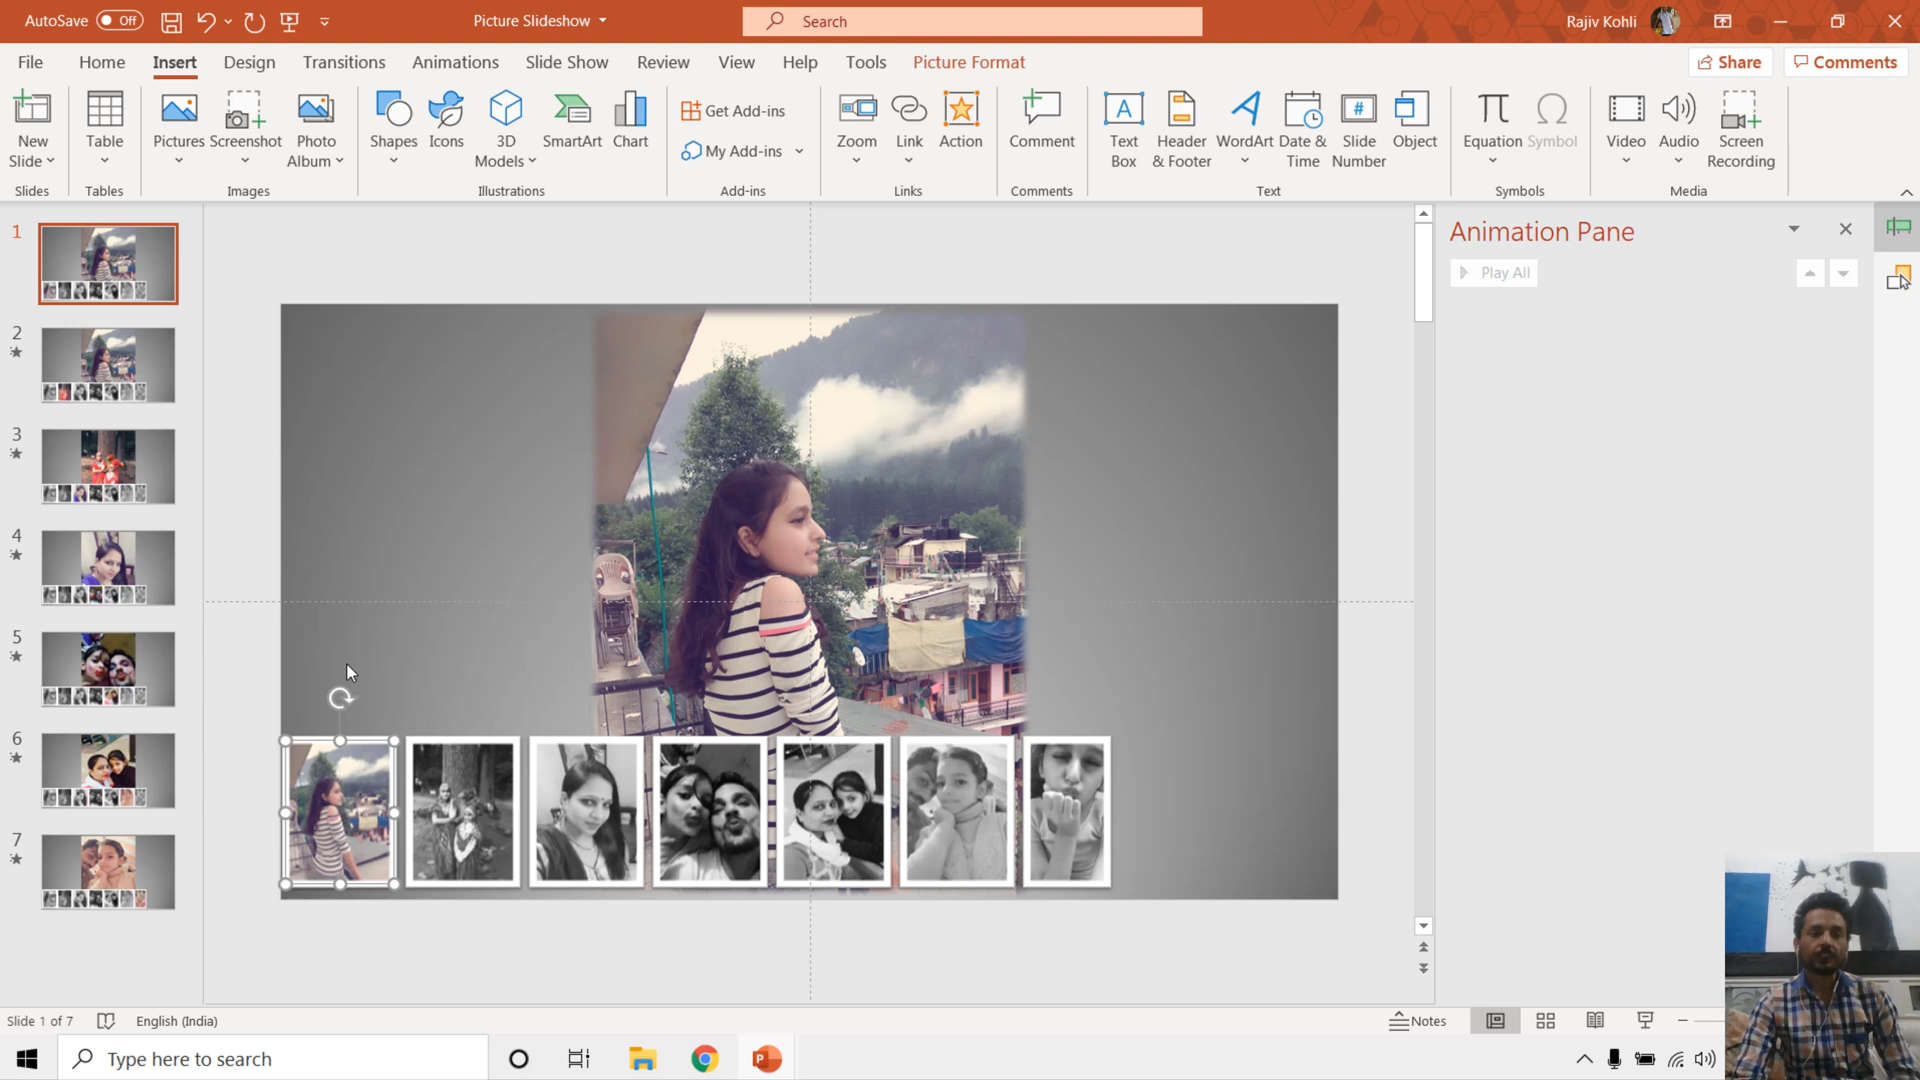 AutoSave Off
Picture Slideshow
Search
Rajiv Kohli
File Home Insert Design Transitions Animations Slide Show Review View Help Tools Picture Format
Share
Comments
New Slide
Table
Pictures
Screenshot
Photo Album
Shapes
Icons
3D Models
SmartArt
Chart
Get Add-ins
My Add-ins
Zoom
Link
Action
Comment
Text Box
Header & Footer
WordArt
Date & Time
Slide Number
Object
Equation
Symbol
Video
Audio
Screen Recording
Slides
Tables
Images
Illustrations
Add-ins
Links
Comments
Text
Symbols
Media
1
2
3
4
5
6
7
Animation Pane
Play All
Slide 1 of 7
English (India)
Notes
Type here to search